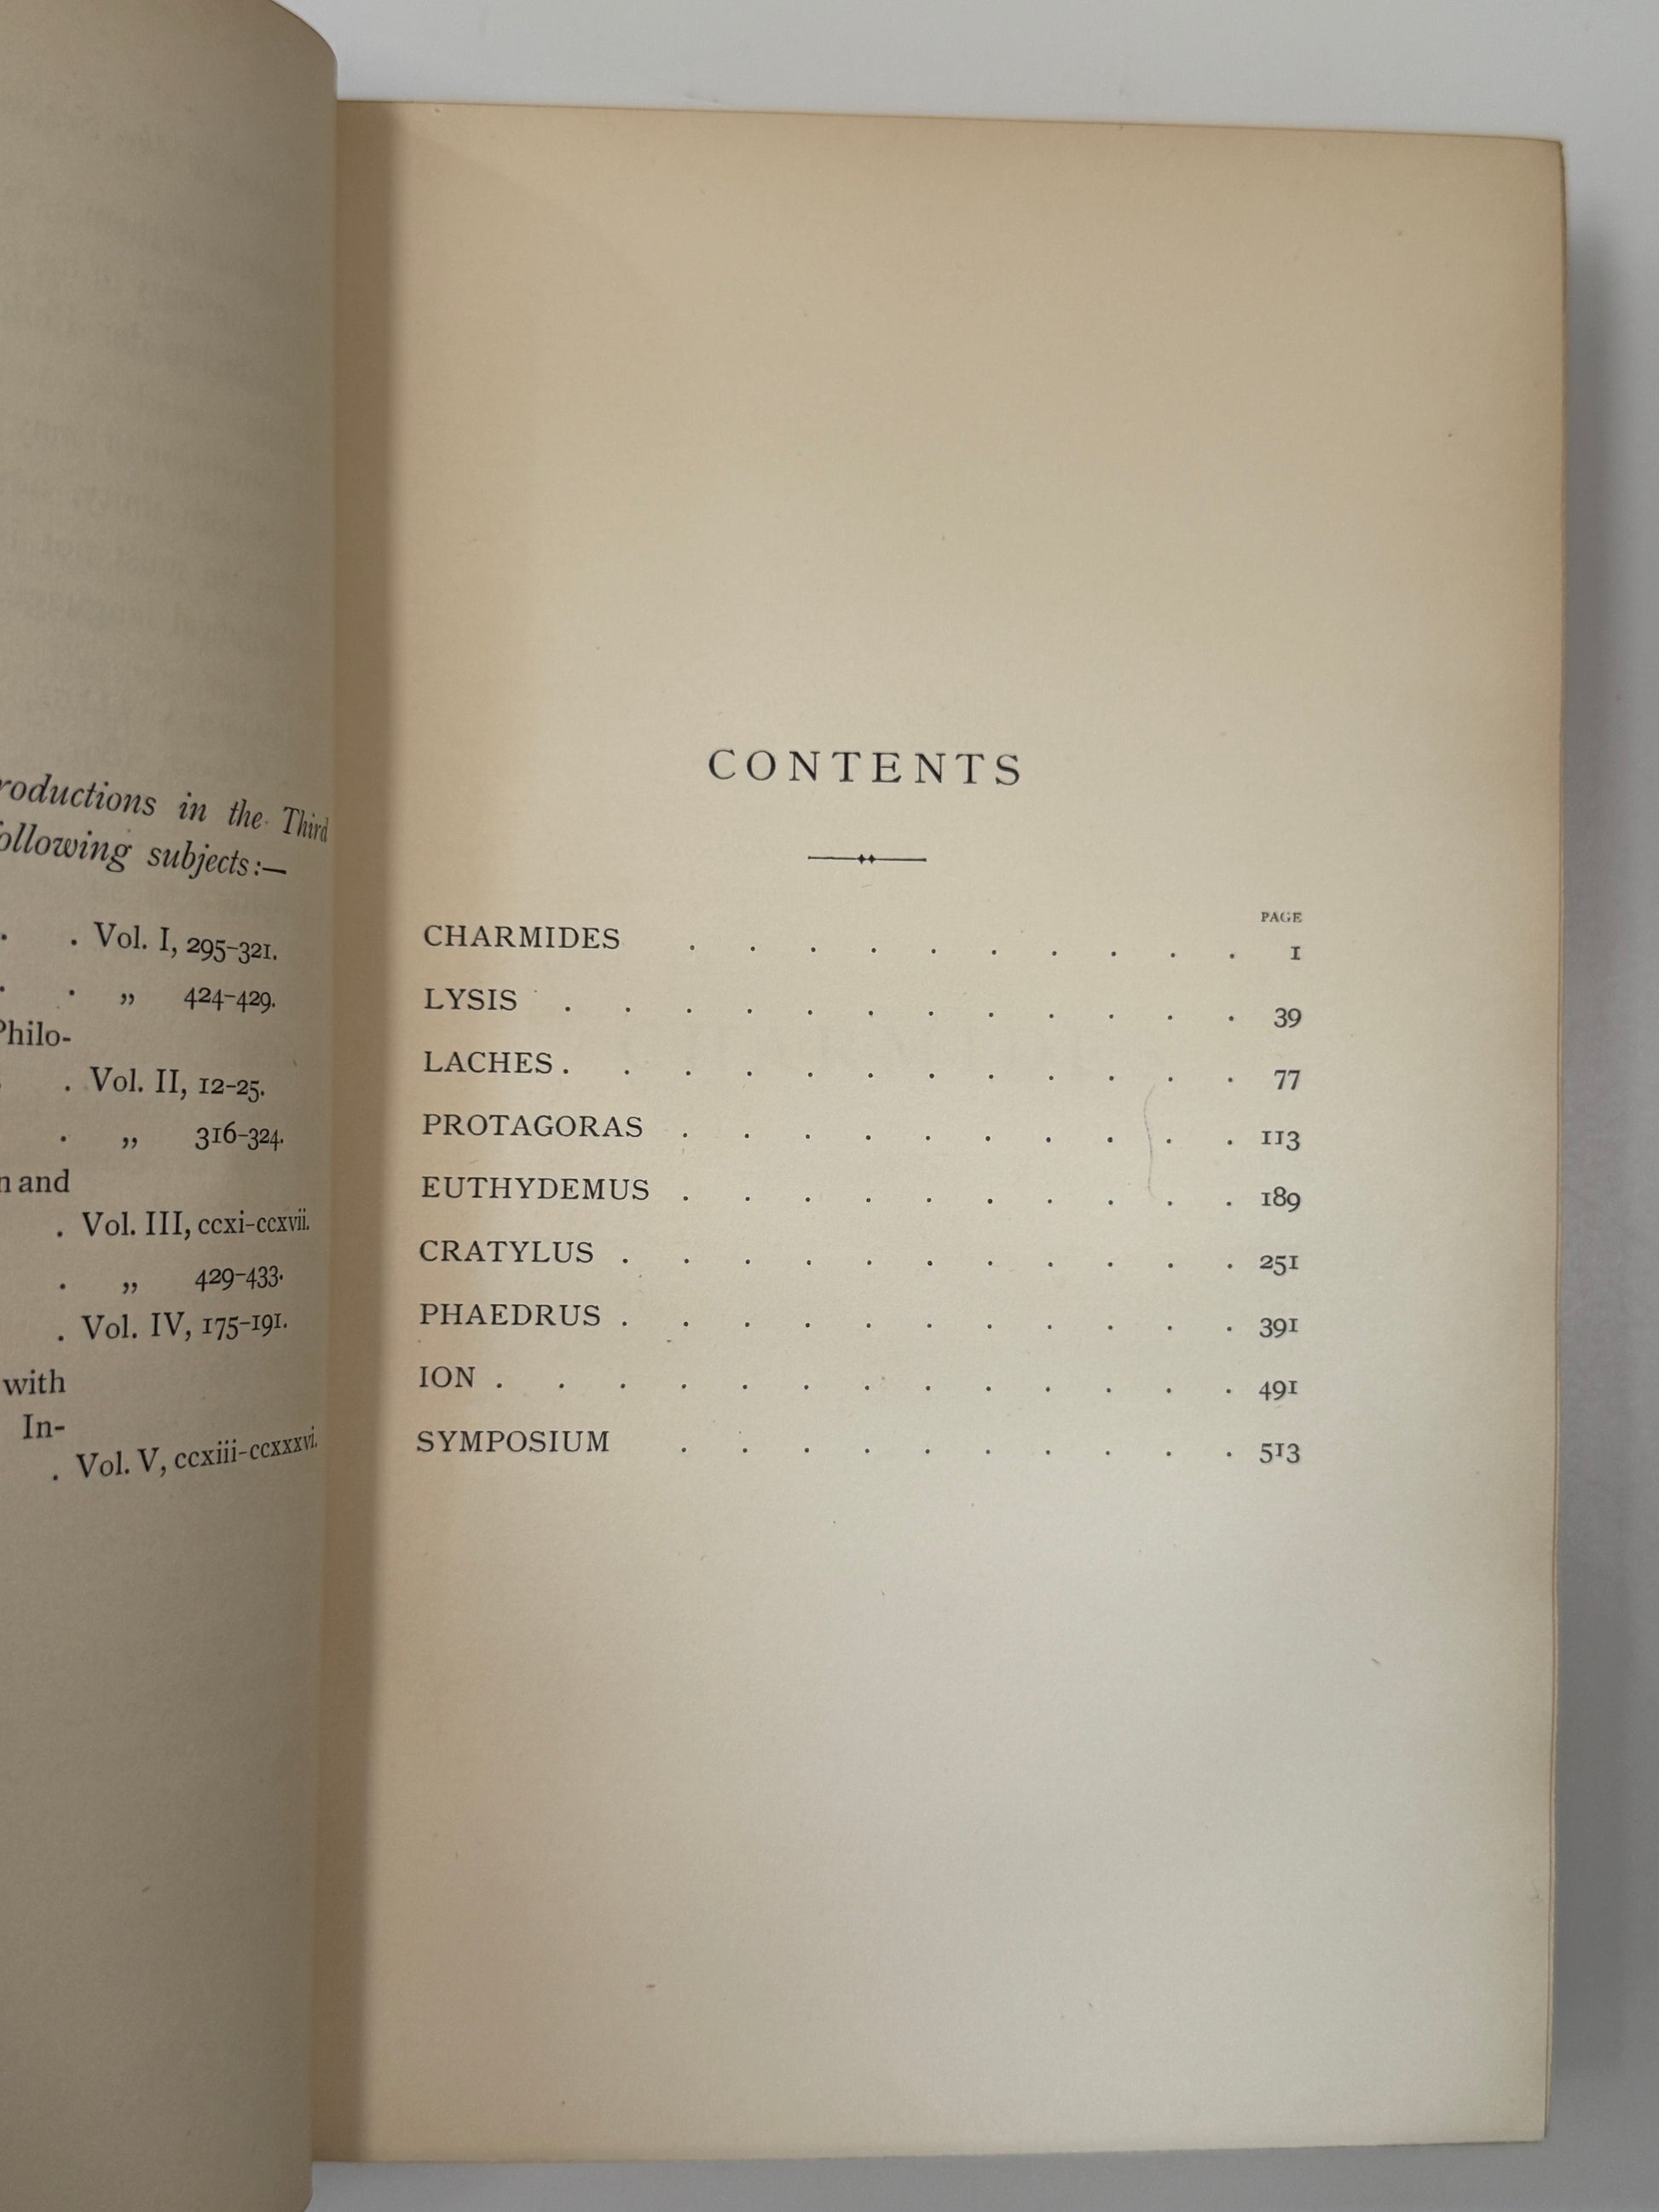 roductions in the Third
ollowing subjects:—
. . Vol. I, 295–321.
. . „ 424–429.
Philo-
. Vol. II, 12–25.
. „ 316–324.
n and
. Vol. III, ccxi–ccxvii.
. „ 429–433.
. Vol. IV, 175–191.
with
In-
. Vol. V, ccxiii–ccxxxvi.
CONTENTS
PAGE
CHARMIDES . . . . . . . . . . 1
LYSIS . . . . . . . . . . . . 39
LACHES . . . . . . . . . . . . 77
PROTAGORAS . . . . . . . . . . 113
EUTHYDEMUS . . . . . . . . . . 189
CRATYLUS . . . . . . . . . . . 251
PHAEDRUS . . . . . . . . . . . 391
ION . . . . . . . . . . . . . 491
SYMPOSIUM . . . . . . . . . . 513